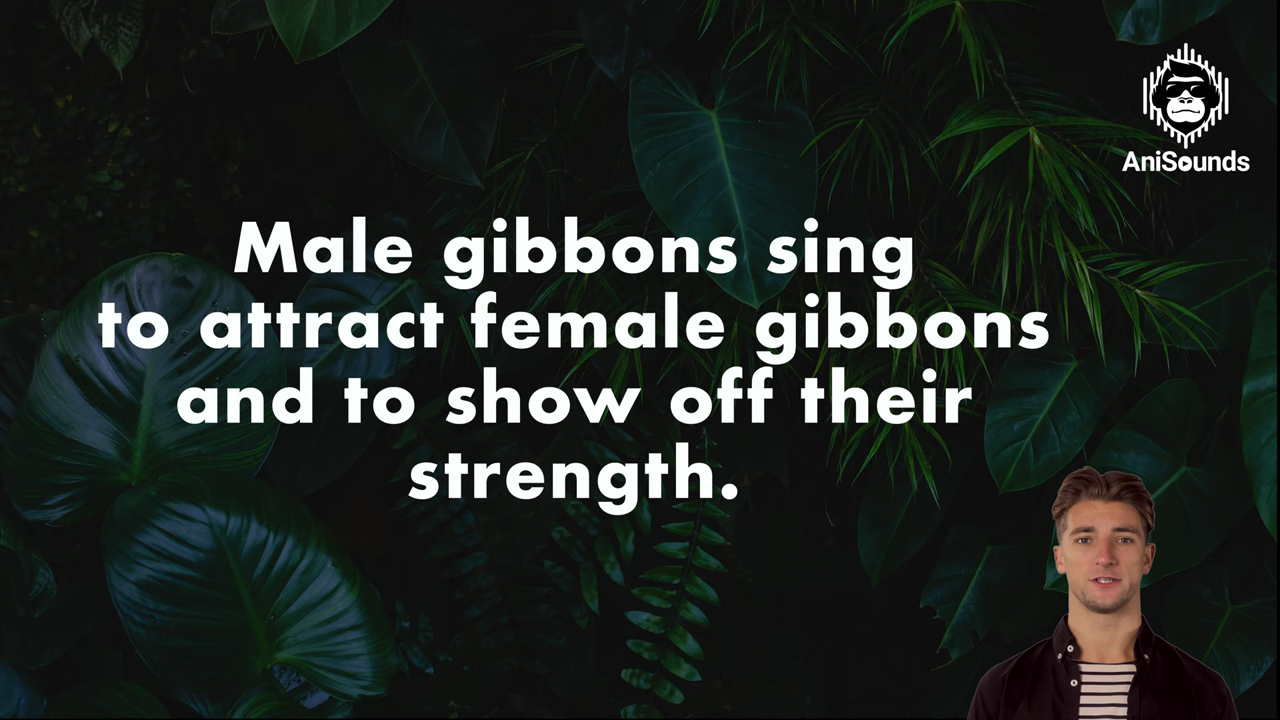 AniSounds
Male gibbons sing
to attract female gibbons
and to show off their
strength.